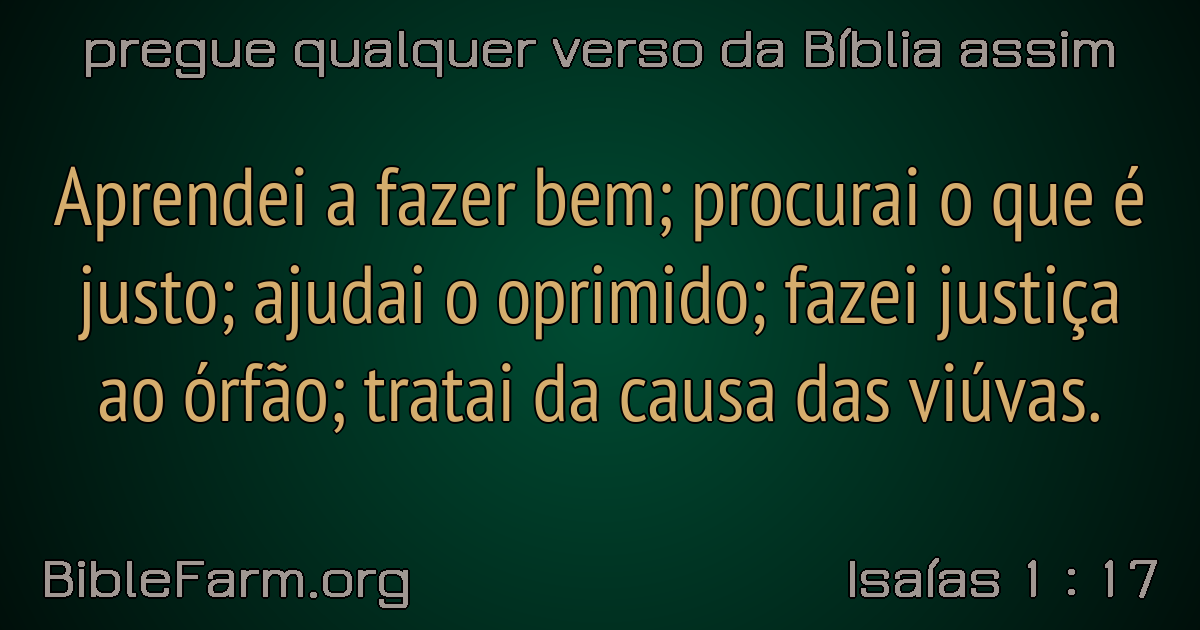 pregue qualquer verso da Bíblia assim
Aprendei a fazer bem; procurai o que é
justo; ajudai o oprimido; fazei justiça
ao órfão; tratai da causa das viúvas.
BibleFarm.org
Isaías 1 : 17